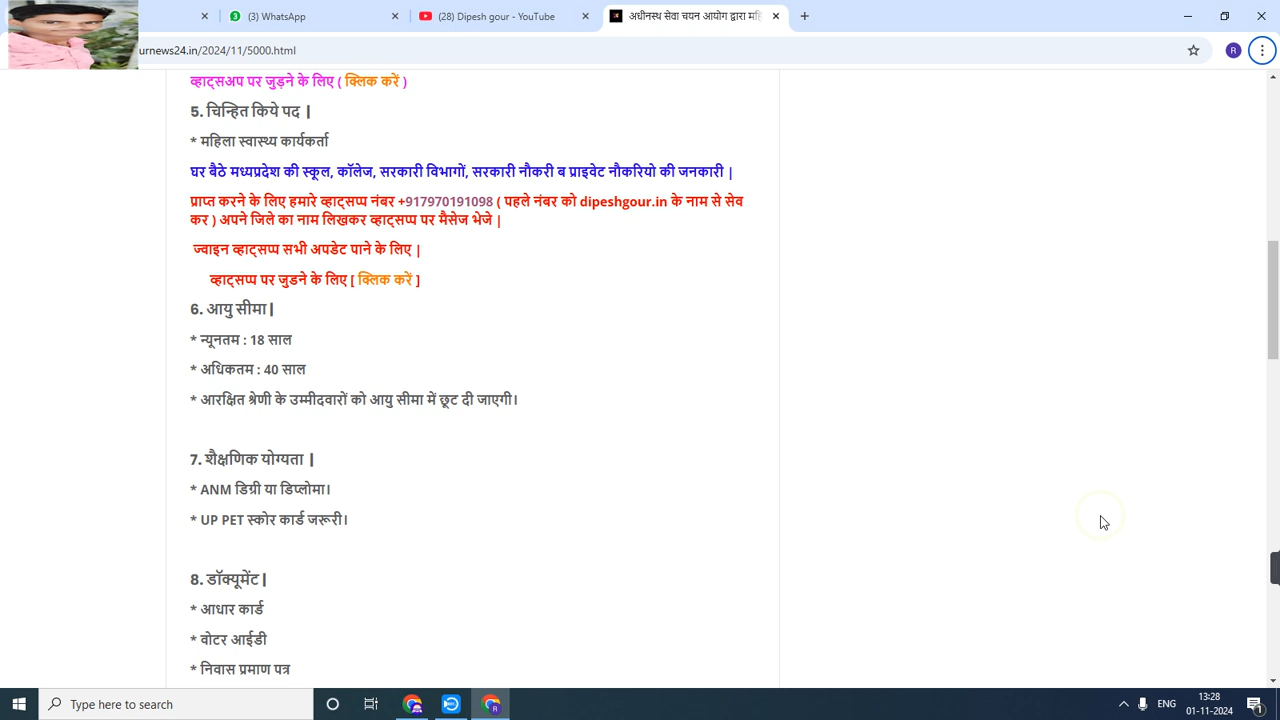 (3) WhatsApp
(28) Dipesh gour - YouTube
अधीनस्थ सेवा चयन आयोग द्वारा महि
urnews24.in/2024/11/5000.html
R
व्हाट्सअप पर जुड़ने के लिए ( क्लिक करें )
5. चिन्हित किये पद |
* महिला स्वास्थ्य कार्यकर्ता
घर बैठे मध्यप्रदेश की स्कूल, कॉलेज, सरकारी विभागों, सरकारी नौकरी ब प्राइवेट नौकरियो की जनकारी |
प्राप्त करने के लिए हमारे व्हाट्सप्प नंबर +917970191098 ( पहले नंबर को dipeshgour.in के नाम से सेव
कर ) अपने जिले का नाम लिखकर व्हाट्सप्प पर मैसेज भेजे |
ज्वाइन व्हाट्सप्प सभी अपडेट पाने के लिए |
व्हाट्सप्प पर जुडने के लिए [ क्लिक करें ]
6. आयु सीमा|
* न्यूनतम : 18 साल
* अधिकतम : 40 साल
* आरक्षित श्रेणी के उम्मीदवारों को आयु सीमा में छूट दी जाएगी।
7. शैक्षणिक योग्यता |
* ANM डिग्री या डिप्लोमा।
* UP PET स्कोर कार्ड जरूरी।
8. डॉक्यूमेंट|
* आधार कार्ड
* वोटर आईडी
* निवास प्रमाण पत्र
Type here to search
ENG
13:28
01-11-2024